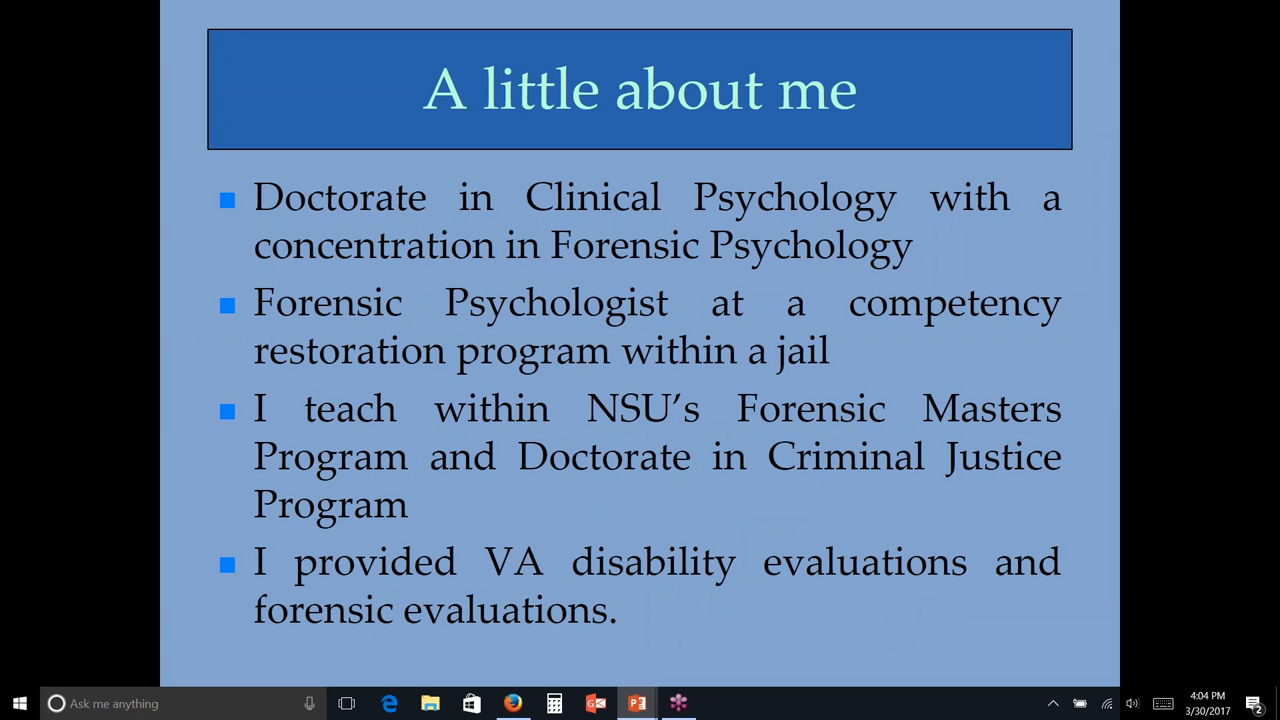 A little about me
Doctorate in Clinical Psychology with a
concentration in Forensic Psychology
Forensic Psychologist at a competency
restoration program within a jail
I teach within NSU's Forensic Masters
Program and Doctorate in Criminal Justice
Program
I provided VA disability evaluations and
forensic evaluations.
Ask me anything
4:04 PM
3/30/2017
2